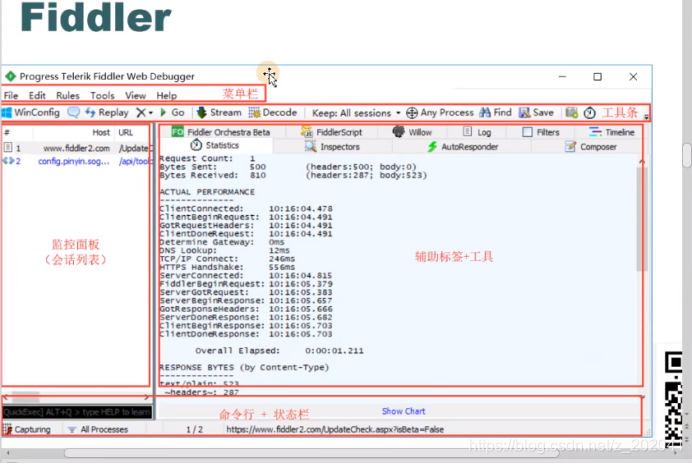 Fiddler
Progress Telerik Fiddler Web Debugger
File Edit Rules Tools View Help 菜单栏
WinConfig Replay Go Stream Decode Keep: All sessions Any Process Find Save 工具条
# Host URL
1 www.fiddler2.com /UpdateC
2 config.pinyin.sog... /api/tool
监控面板
（会话列表）
FO Fiddler Orchestra Beta FiddlerScript Willow Log Filters Timeline
Statistics Inspectors AutoResponder Composer
Request Count: 1
Bytes Sent: 500 (headers:500; body:0)
Bytes Received: 810 (headers:287; body:523)
ACTUAL PERFORMANCE
--------------
ClientConnected: 10:16:04.478
ClientBeginRequest: 10:16:04.491
GotRequestHeaders: 10:16:04.491
ClientDoneRequest: 10:16:04.491
Determine Gateway: 0ms
DNS Lookup: 12ms
TCP/IP Connect: 246ms
HTTPS Handshake: 556ms
ServerConnected: 10:16:04.815
FiddlerBeginRequest: 10:16:05.379
ServerGotRequest: 10:16:05.383
ServerBeginResponse: 10:16:05.657
GotResponseHeaders: 10:16:05.666
ServerDoneResponse: 10:16:05.682
ClientBeginResponse: 10:16:05.703
ClientDoneResponse: 10:16:05.703
Overall Elapsed: 0:00:01.211
RESPONSE BYTES (by Content-Type)
--------------
text/plain: 523
~headers~: 287
辅助标签+工具
QuickExec] ALT+Q > type HELP to learn
命令行 + 状态栏
Show Chart
Capturing All Processes 1 / 2 https://www.fiddler2.com/UpdateCheck.aspx?isBeta=False